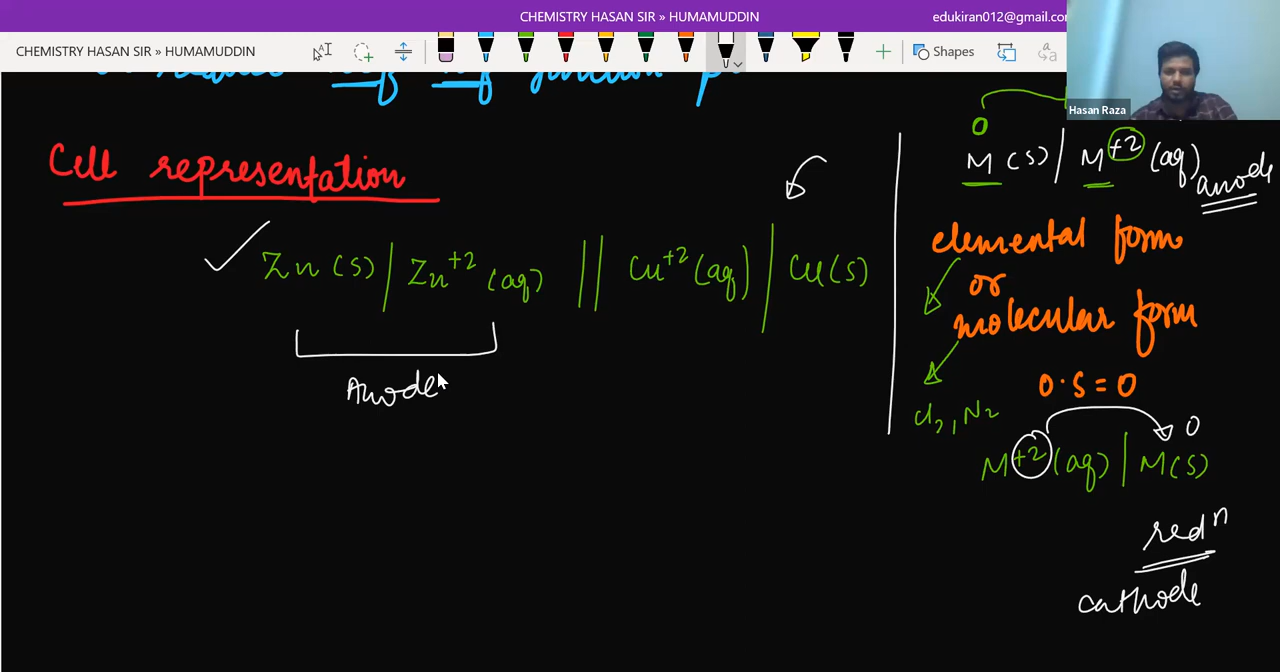 CHEMISTRY HASAN SIR » HUMAMUDDIN
edukiran012@gmail.com
CHEMISTRY HASAN SIR » HUMAMUDDIN
Shapes
Hasan Raza
junction
Cell representation
Zn(s) | Zn+2 (aq) || Cu+2 (aq) | Cu(s)
Anode
0
M(s) | M+2 (aq)
anode
elemental form
or
molecular form
O.S = 0
Cl2, N2
0
M+2 (aq) | M(s)
redn
cathode